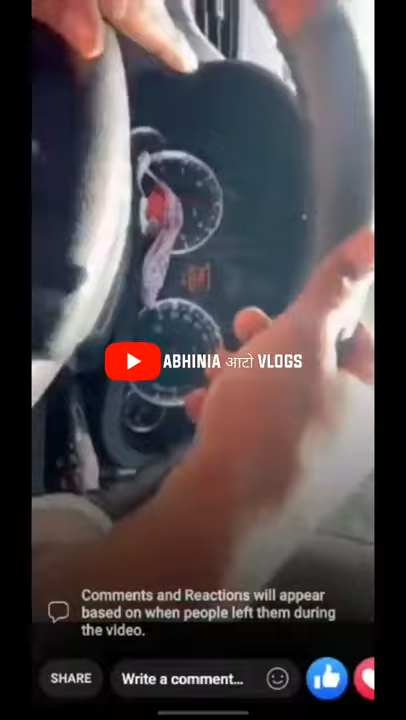 ABHINIA आटो VLOGS
Comments and Reactions will appear
based on when people left them during
the video.
SHARE
Write a comment...